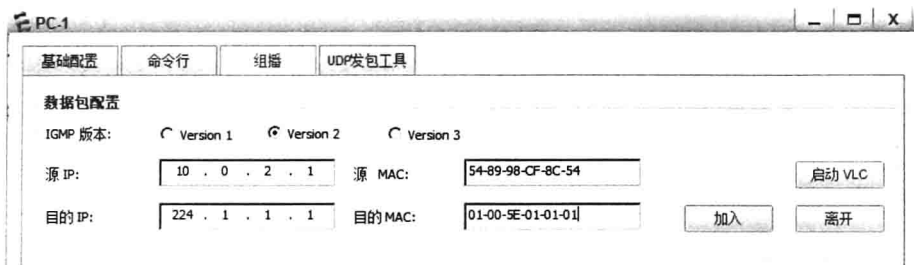 PC-1
基础配置 命令行 组播 UDP发包工具
数据包配置
IGMP 版本: Version 1 Version 2 Version 3
源 IP: 10 . 0 . 2 . 1 源 MAC: 54-89-98-CF-8C-54 启动 VLC
目的 IP: 224 . 1 . 1 . 1 目的 MAC: 01-00-5E-01-01-01 加入 离开